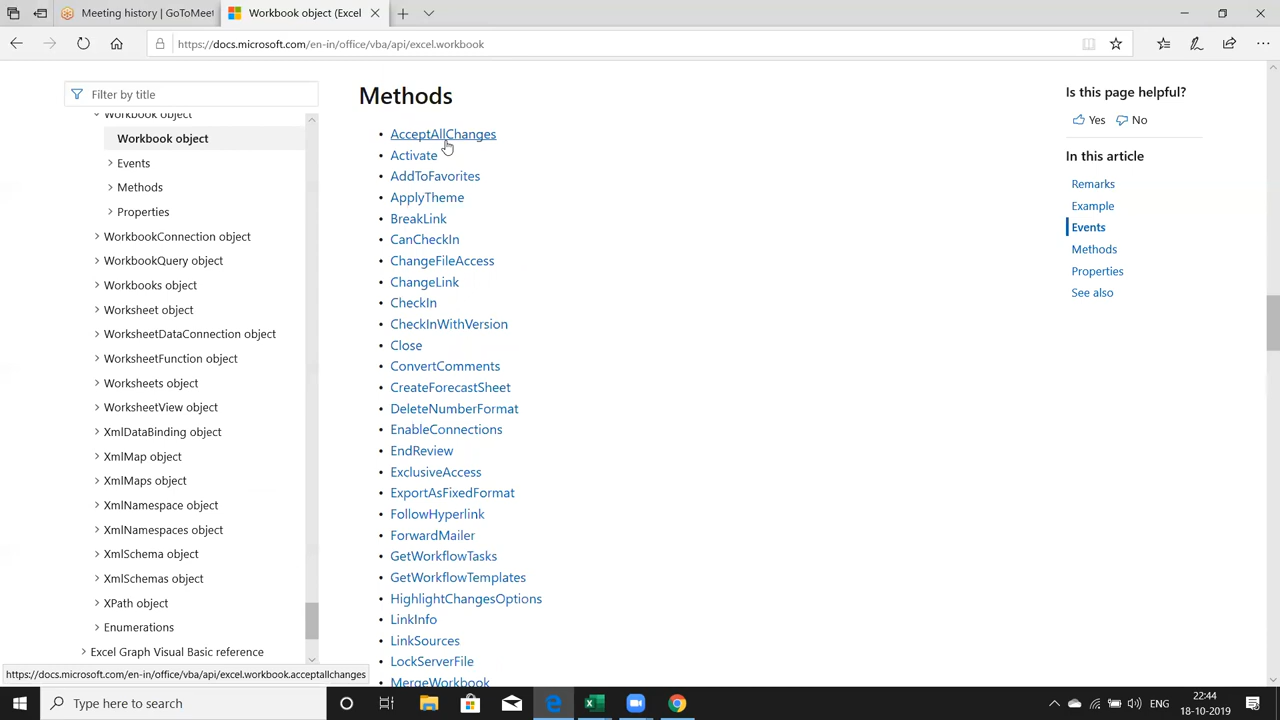 Meeting history | GoToMeet
Workbook object (Excel
https://docs.microsoft.com/en-in/office/vba/api/excel.workbook
Filter by title
Workbook object
Workbook object
Events
Methods
Properties
WorkbookConnection object
WorkbookQuery object
Workbooks object
Worksheet object
WorksheetDataConnection object
WorksheetFunction object
Worksheets object
WorksheetView object
XmlDataBinding object
XmlMap object
XmlMaps object
XmlNamespace object
XmlNamespaces object
XmlSchema object
XmlSchemas object
XPath object
Enumerations
Excel Graph Visual Basic reference
Methods
• AcceptAllChanges
• Activate
• AddToFavorites
• ApplyTheme
• BreakLink
• CanCheckIn
• ChangeFileAccess
• ChangeLink
• CheckIn
• CheckInWithVersion
• Close
• ConvertComments
• CreateForecastSheet
• DeleteNumberFormat
• EnableConnections
• EndReview
• ExclusiveAccess
• ExportAsFixedFormat
• FollowHyperlink
• ForwardMailer
• GetWorkflowTasks
• GetWorkflowTemplates
• HighlightChangesOptions
• LinkInfo
• LinkSources
• LockServerFile
• MergeWorkbook
Is this page helpful?
Yes No
In this article
Remarks
Example
Events
Methods
Properties
See also
https://docs.microsoft.com/en-in/office/vba/api/excel.workbook.acceptallchanges
Type here to search
ENG
22:44
18-10-2019